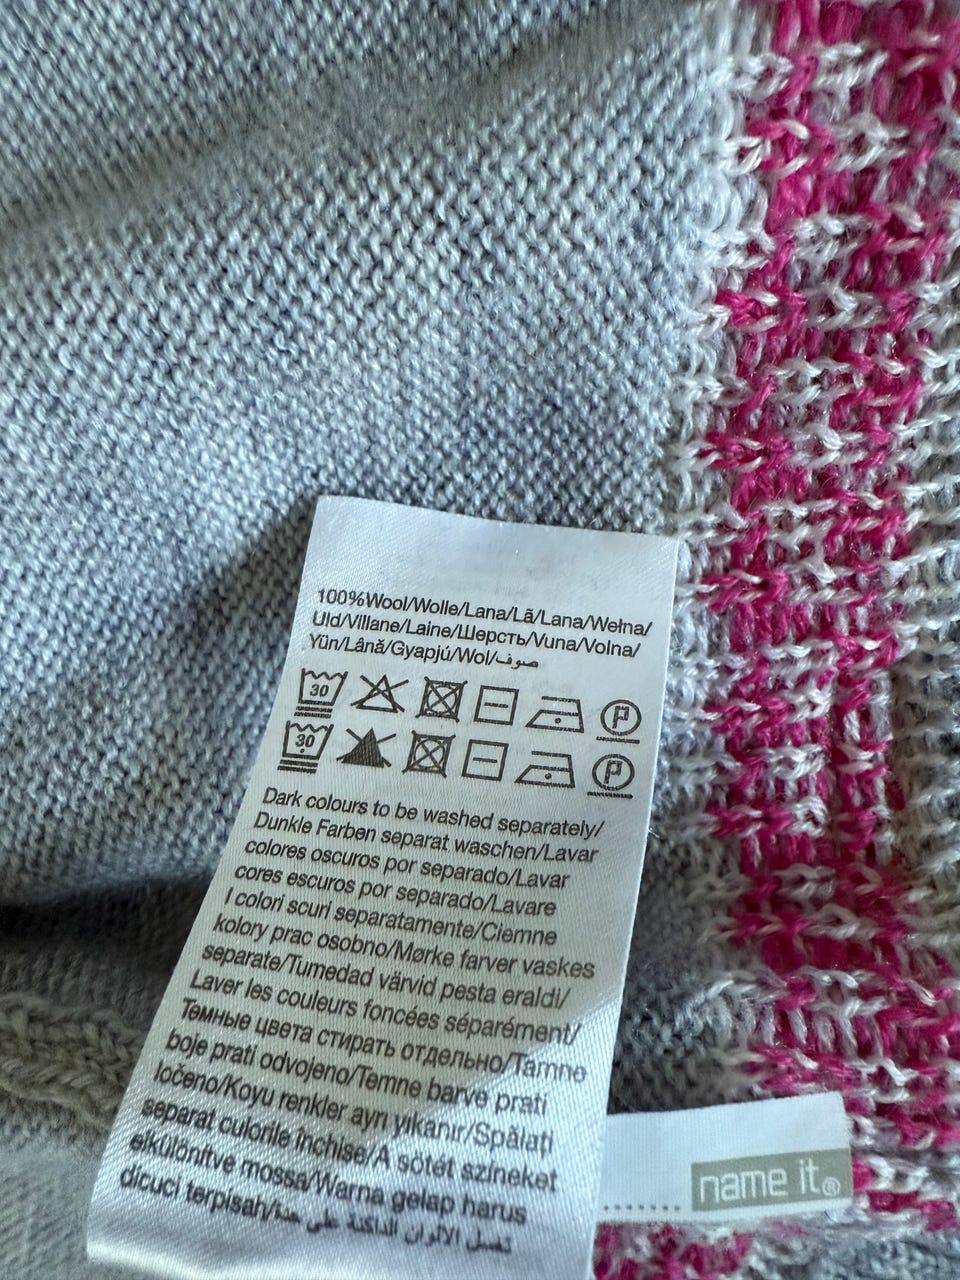 100%Wool/Wolle/Lana/Lã/Lana/Wełna/
Uld/Villane/Laine/Шерсть/Vuna/Volna/
Yün/Lână/Gyapjú/Wol/صوف
30
30
Dark colours to be washed separately/
Dunkle Farben separat waschen/Lavar
colores oscuros por separado/Lavar
cores escuros por separado/Lavare
I colori scuri separatamente/Ciemne
kolory prac osobno/Mørke farver vaskes
separate/Tumedad värvid pesta eraldi/
Laver les couleurs foncées séparément/
Темные цвета стирать отдельно/Tamne
boje prati odvojeno/Temne barve prati
ločeno/Koyu renkler ayrı yıkanır/Spălați
separat culorile închise/A sötét színeket
elkülönítve mossa/Warna gelap harus
dicuci terpisah/تغسل الألوان الداكنة على حدة
name it®